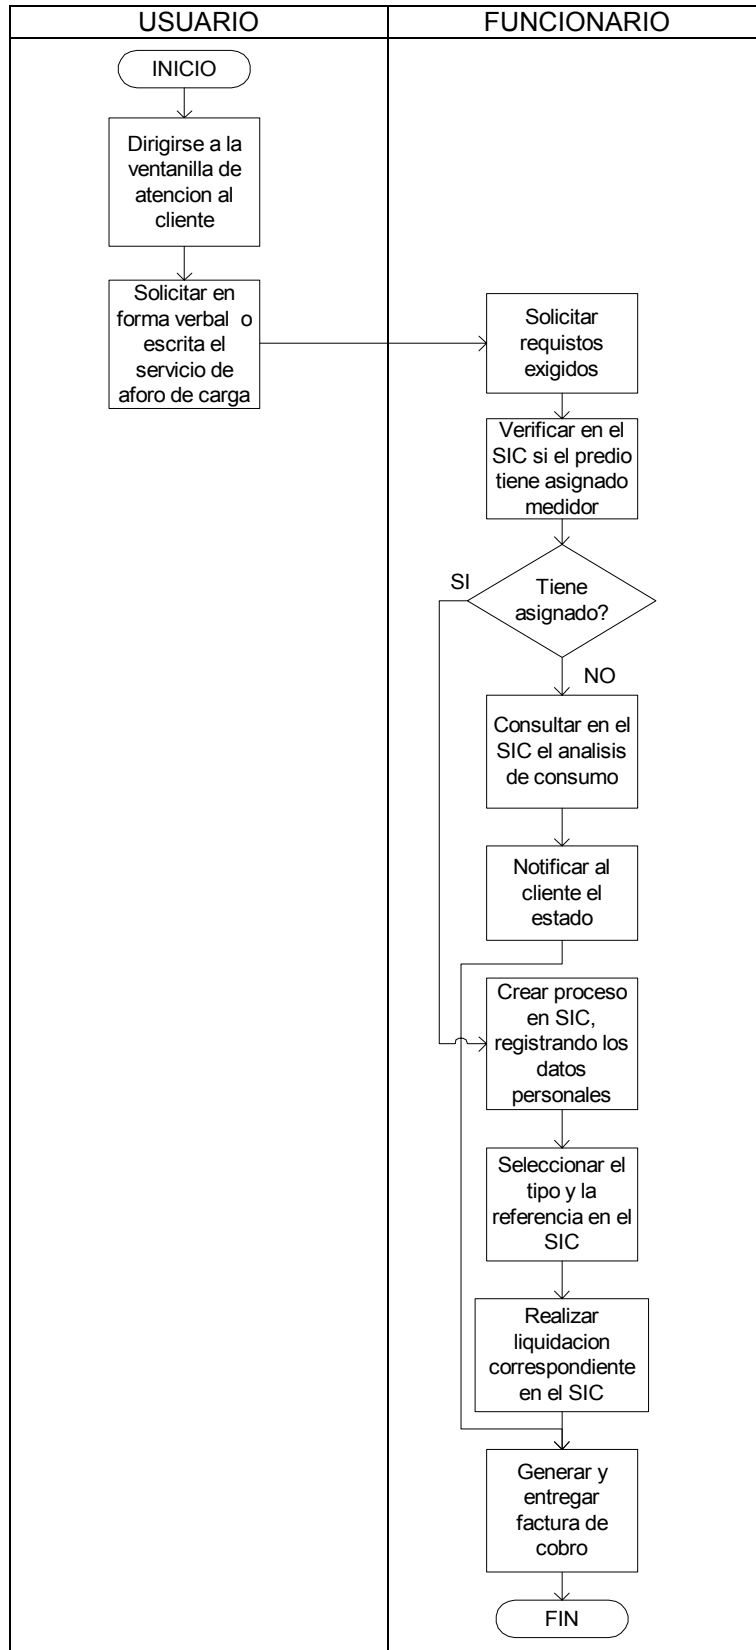 USUARIO
FUNCIONARIO
INICIO
Dirigirse a la
ventanilla de
atencion al
cliente
Solicitar en
forma verbal o
escrita el
servicio de
aforo de carga
Solicitar
requistos
exigidos
Verificar en el
SIC si el predio
tiene asignado
medidor
SI
Tiene
asignado?
NO
Consultar en el
SIC el analisis
de consumo
Notificar al
cliente el
estado
Crear proceso
en SIC,
registrando los
datos
personales
Seleccionar el
tipo y la
referencia en el
SIC
Realizar
liquidacion
correspondiente
en el SIC
Generar y
entregar
factura de
cobro
FIN